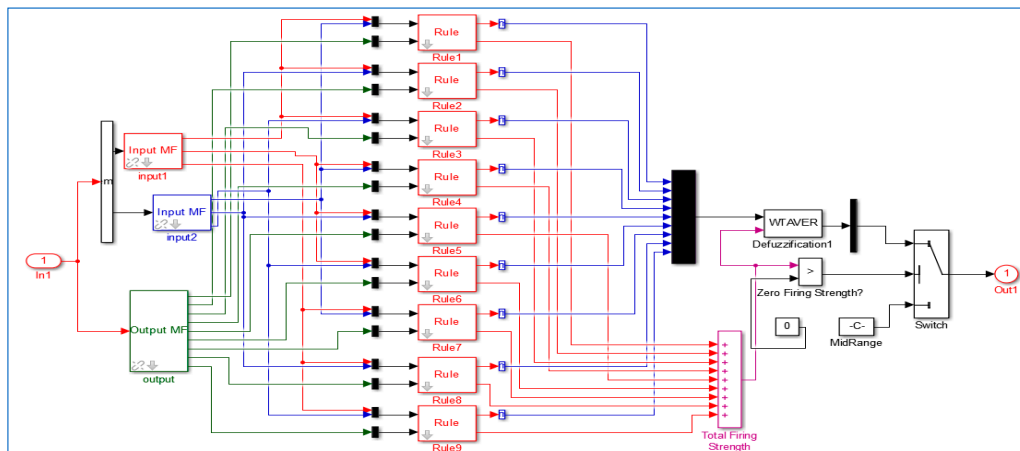 Rule
Rule1
Rule
Rule2
Rule
Rule3
Rule
Rule4
Rule
Rule5
Rule
Rule6
Rule
Rule7
Rule
Rule8
Rule
Rule9
m
Input MF
¿?
input1
Input MF
¿?
input2
1
In1
Output MF
¿?
output
WTAVER
Defuzzification1
>
Zero Firing Strength?
0
-C-
MidRange
Switch
1
Out1
+
+
+
+
+
+
+
+
+
Total Firing
Strength